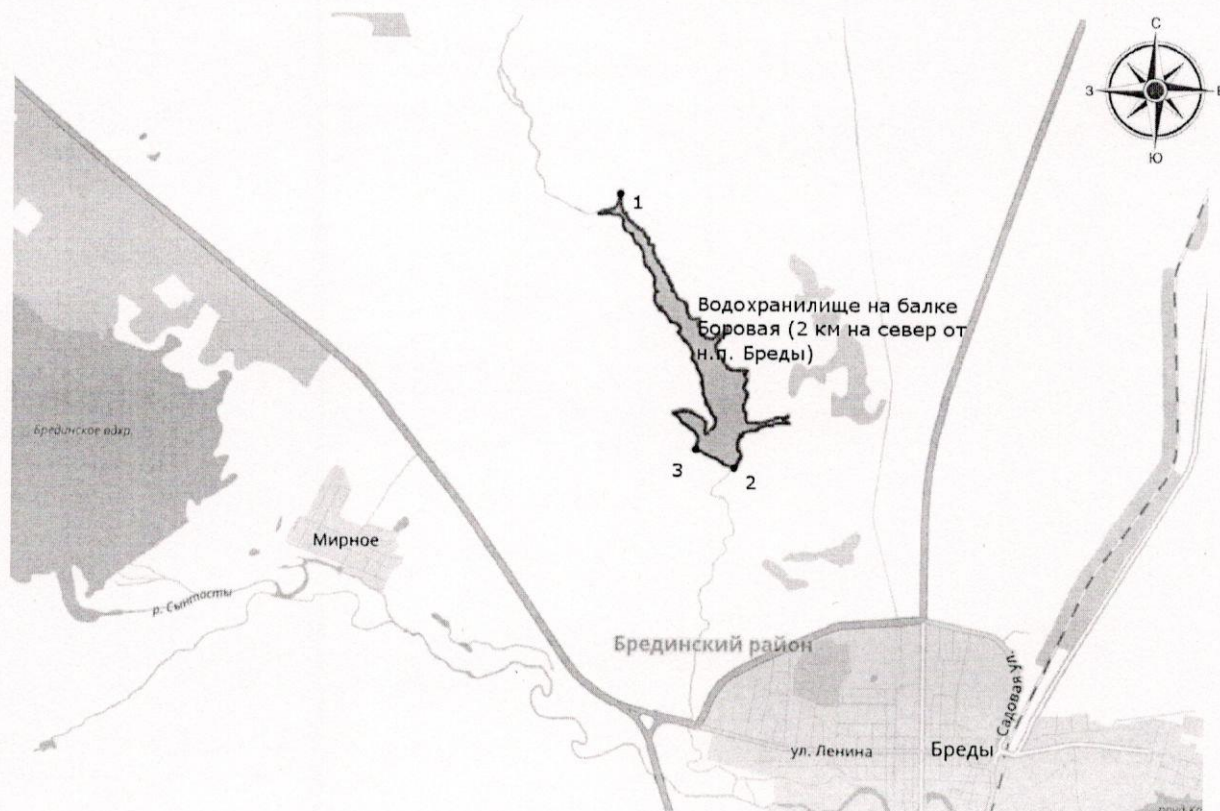 С
З
В
Ю
1
Водохранилище на балке
Боровая (2 км на север от
н.п. Бреды)
Брединское вдхр.
3
2
Мирное
р. Сынтасты
Брединский район
Садовая ул.
ул. Ленина
Бреды